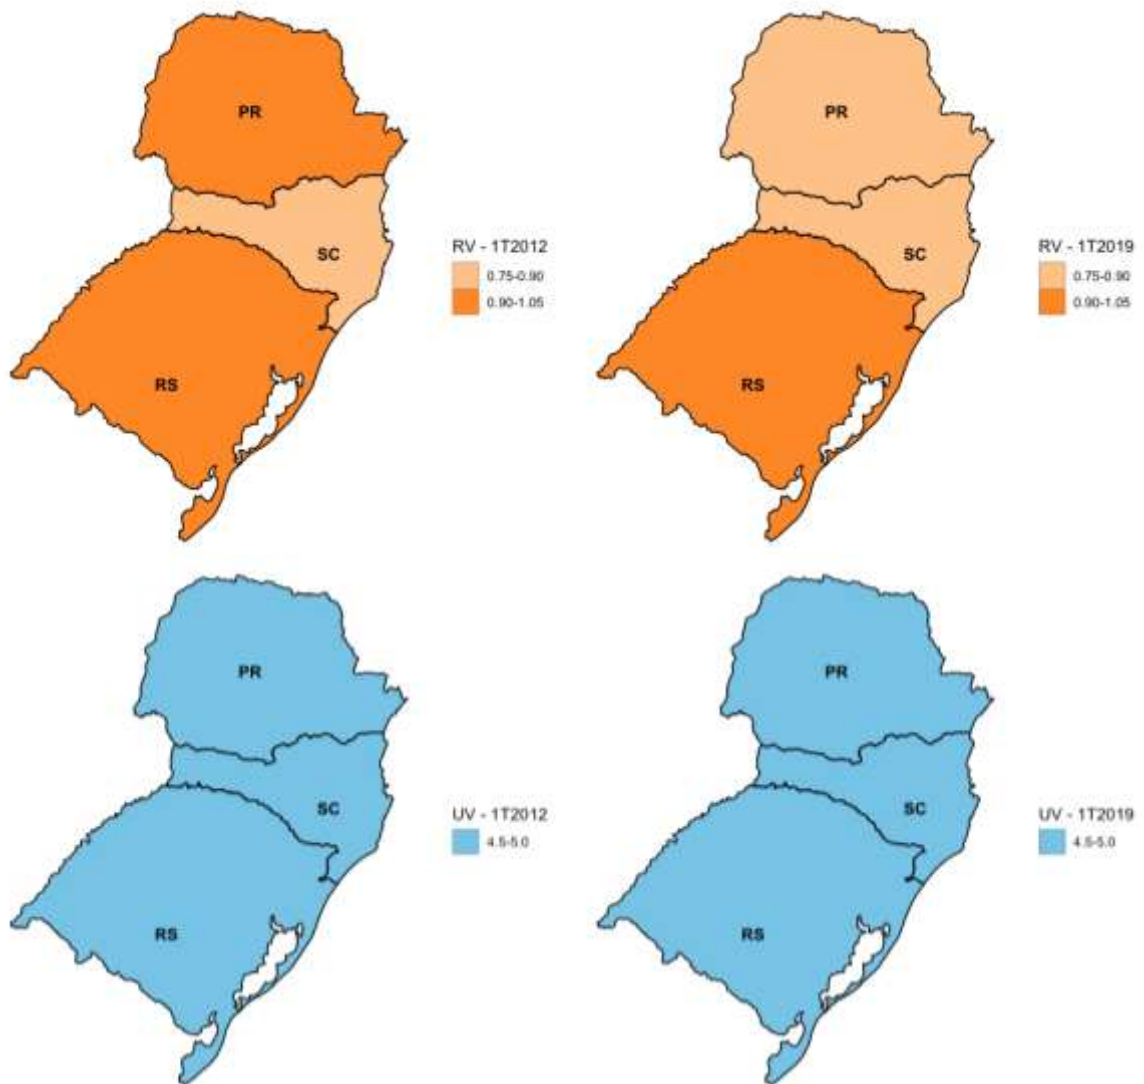 PR
SC
RS
RV - 1T2012
0.75-0.90
0.90-1.05
PR
SC
RS
RV - 1T2019
0.75-0.90
0.90-1.05
PR
SC
RS
UV - 1T2012
4.5-5.0
PR
SC
RS
UV - 1T2019
4.5-5.0